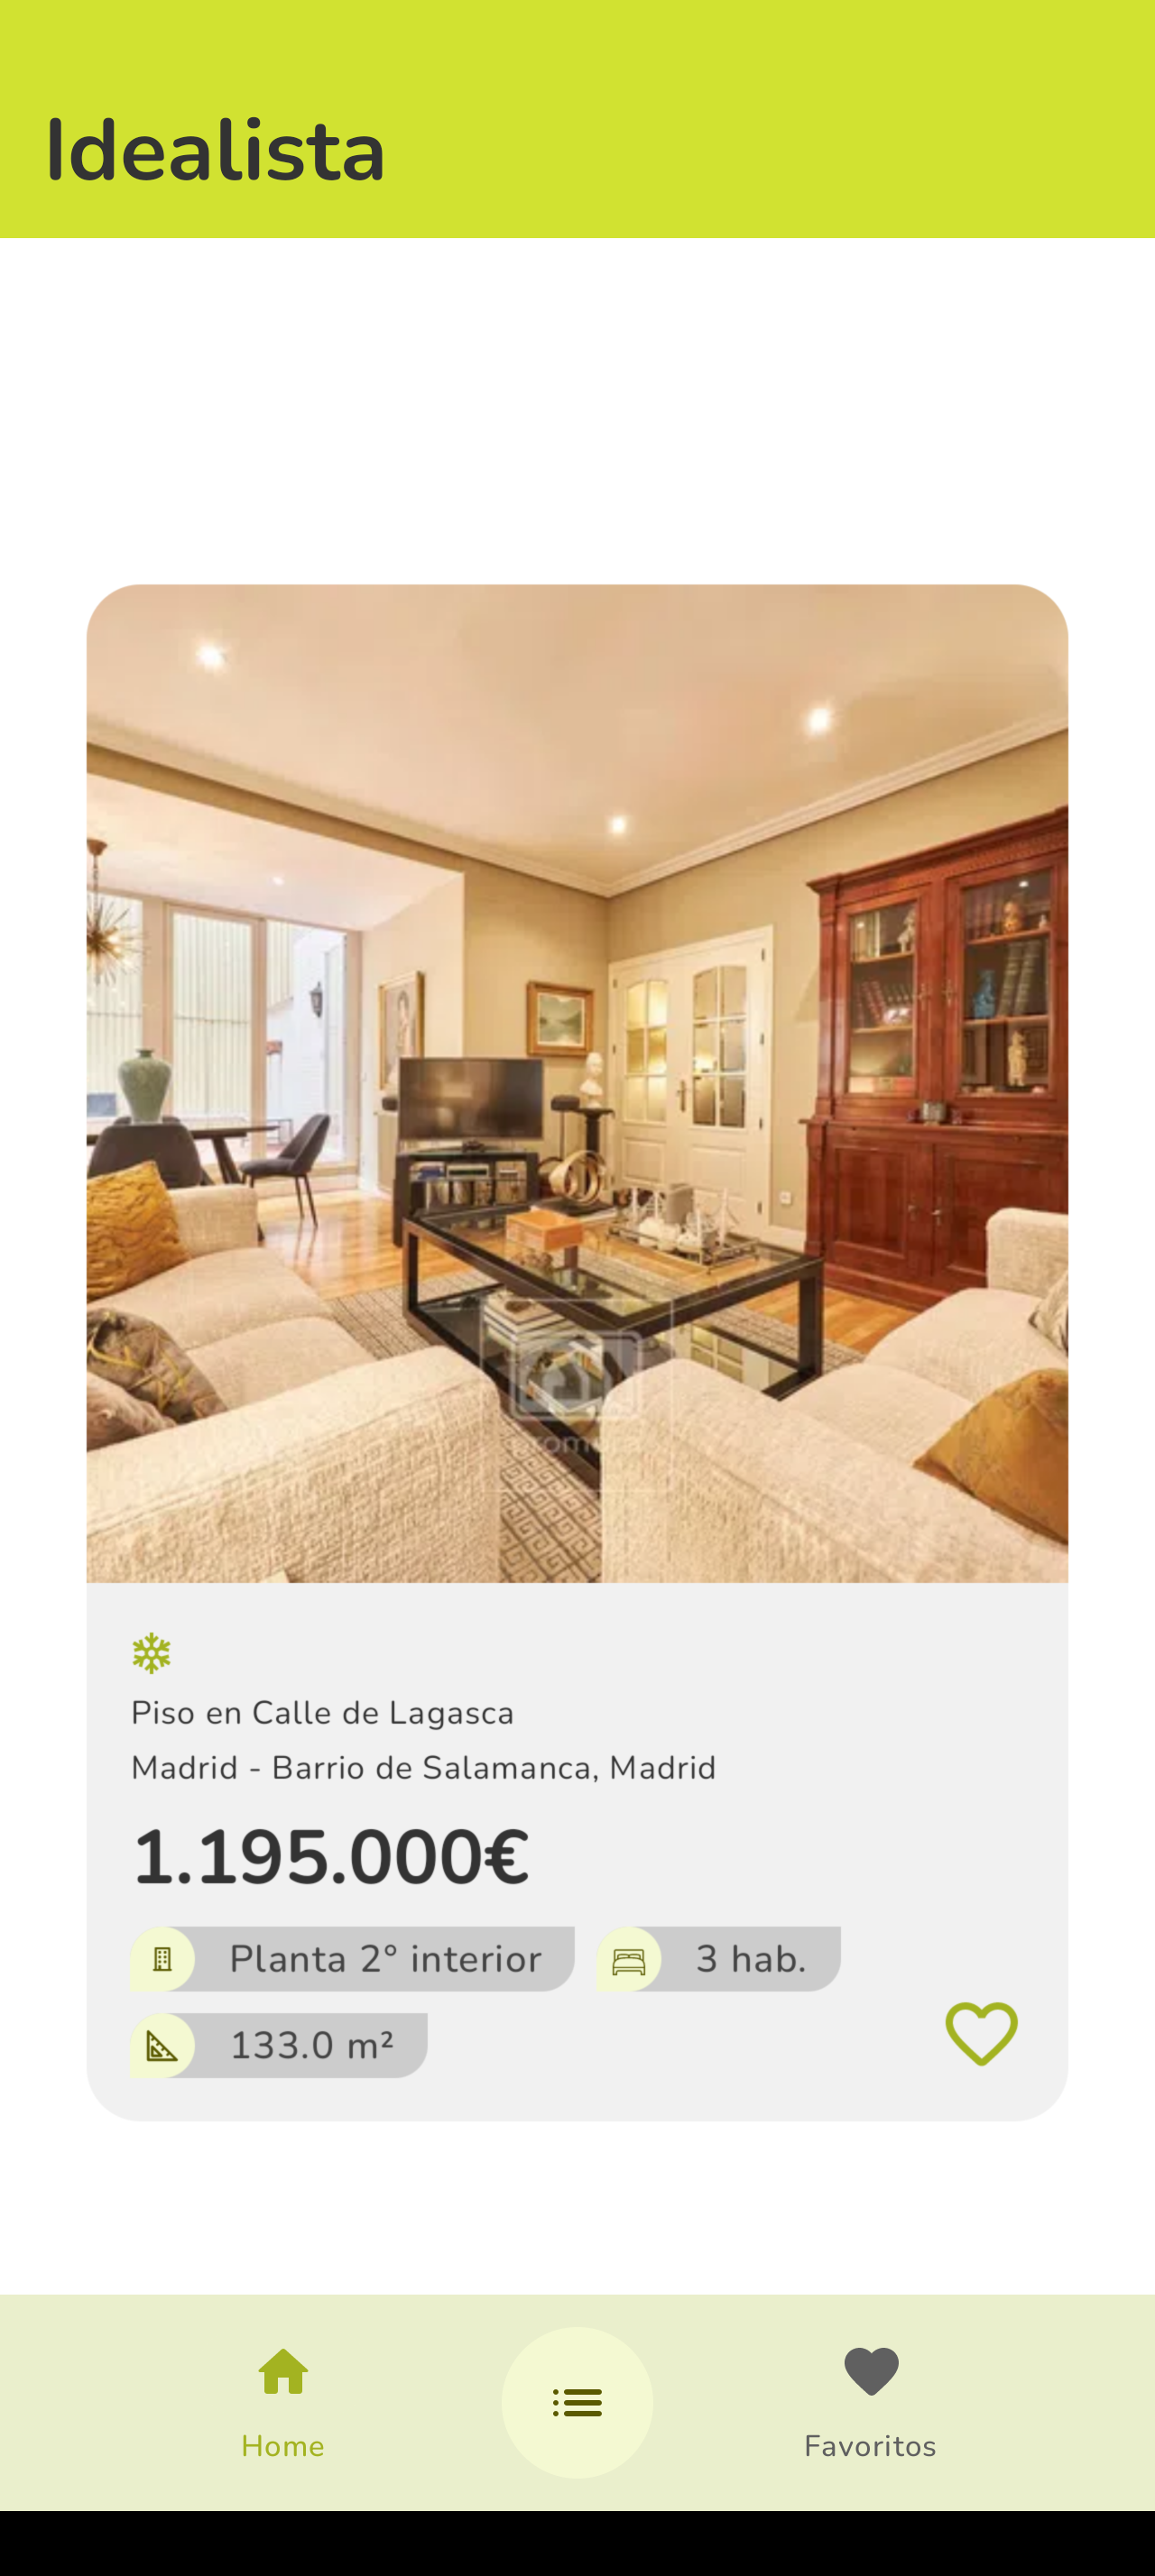 Idealista
Piso en Calle de Lagasca
Madrid - Barrio de Salamanca, Madrid
1.195.000€
Planta 2° interior
3 hab.
133.0 m²
Home
Favoritos